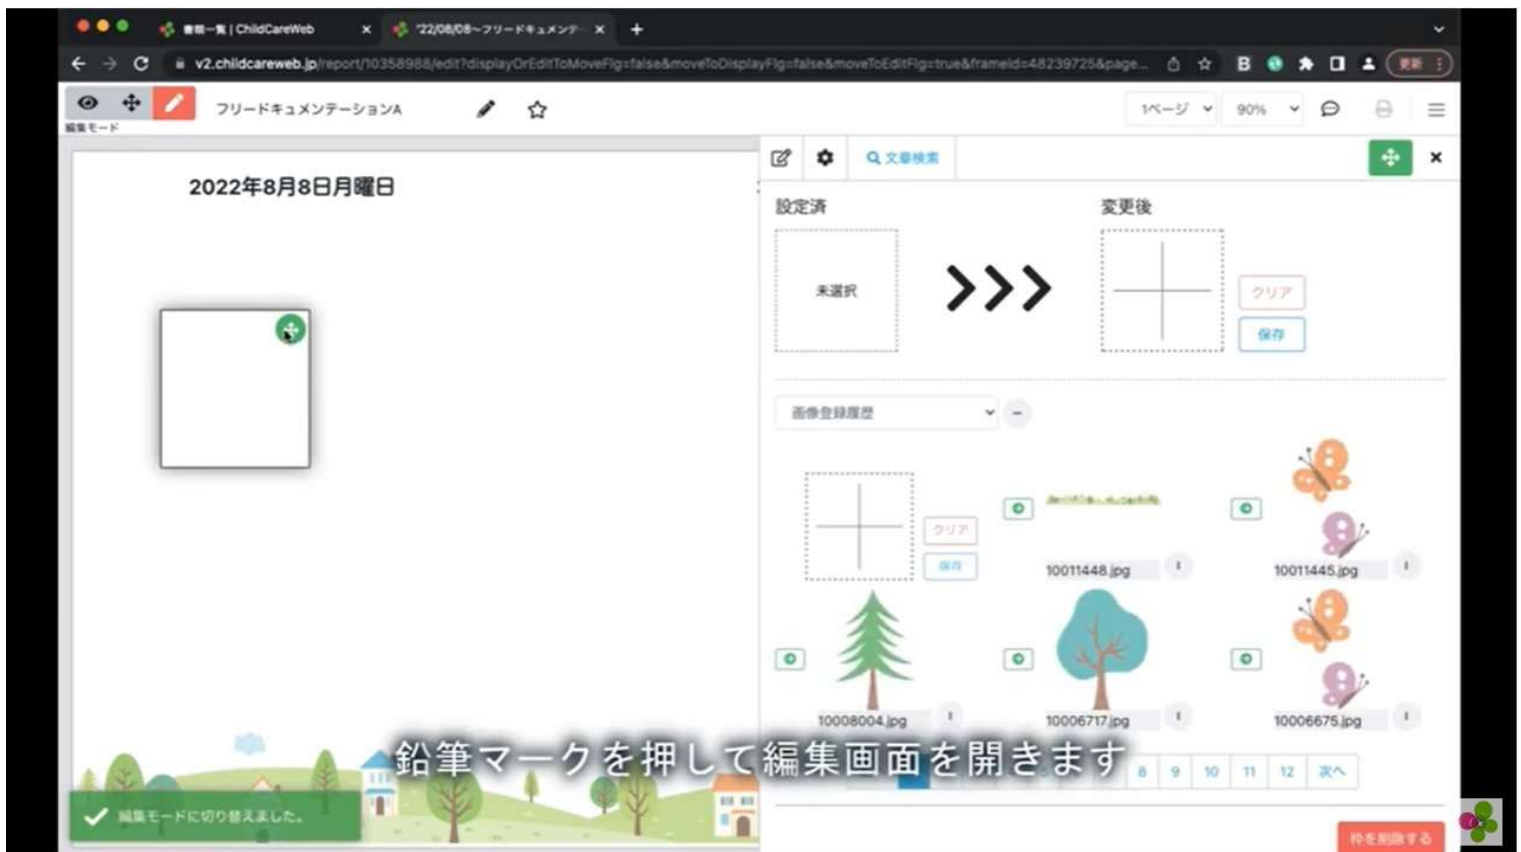 書類一覧 | ChildCareWeb
'22/08/08~フリードキュメンテー
v2.childcareweb.jp/report/10358988/edit?displayOrEditToMoveFlg=false&moveToDisplayFlg=false&moveToEditFlg=true&frameId=48239725&page...
更新
フリードキュメンテーションA
1ページ
90%
編集モード
文章検索
2022年8月8日月曜日
設定済
変更後
未選択
クリア
保存
画像登録履歴
クリア
保存
10011448.jpg
10011445.jpg
10008004.jpg
10006717.jpg
10006675.jpg
鉛筆マークを押して編集画面を開きます
8 9 10 11 12 次へ
編集モードに切り替えました。
枠を削除する